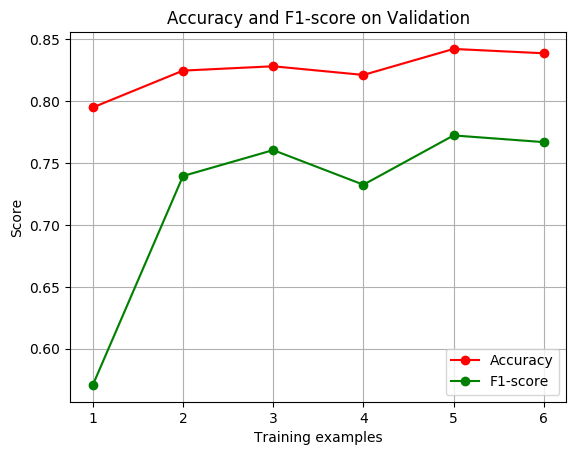 Accuracy and F1-score on Validation
0.85
0.80
0.75
0.70
0.65
0.60
Score
1 2 3 4 5 6
Training examples
Accuracy
F1-score